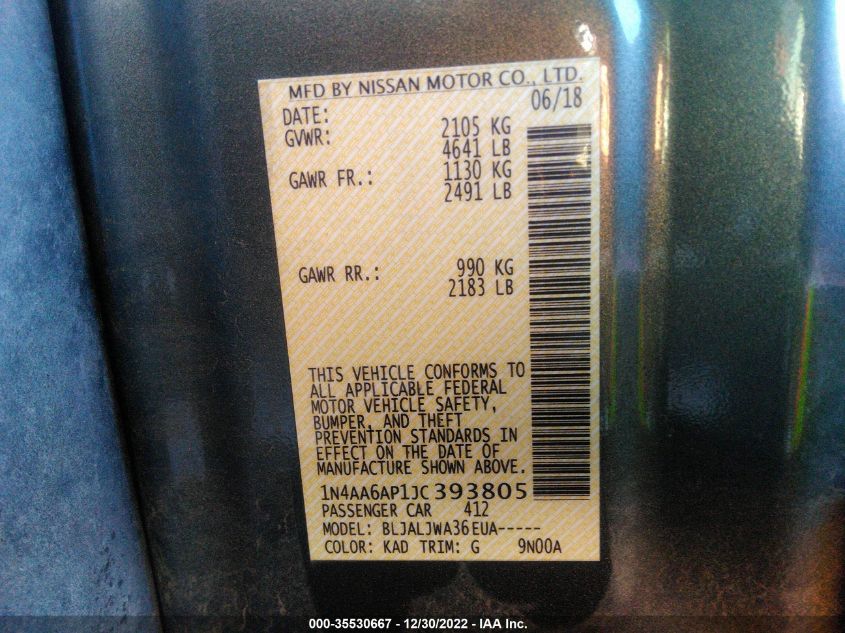 MFD BY NISSAN MOTOR CO., LTD.
DATE: 06/18
GVWR: 2105 KG
4641 LB
GAWR FR.: 1130 KG
2491 LB
GAWR RR.: 990 KG
2183 LB
THIS VEHICLE CONFORMS TO
ALL APPLICABLE FEDERAL
MOTOR VEHICLE SAFETY,
BUMPER, AND THEFT
PREVENTION STANDARDS IN
EFFECT ON THE DATE OF
MANUFACTURE SHOWN ABOVE.
1N4AA6AP1JC393805
PASSENGER CAR 412
MODEL: BLJALJWA36EUA-----
COLOR: KAD TRIM: G 9N00A
000-35530667 - 12/30/2022 - IAA Inc.